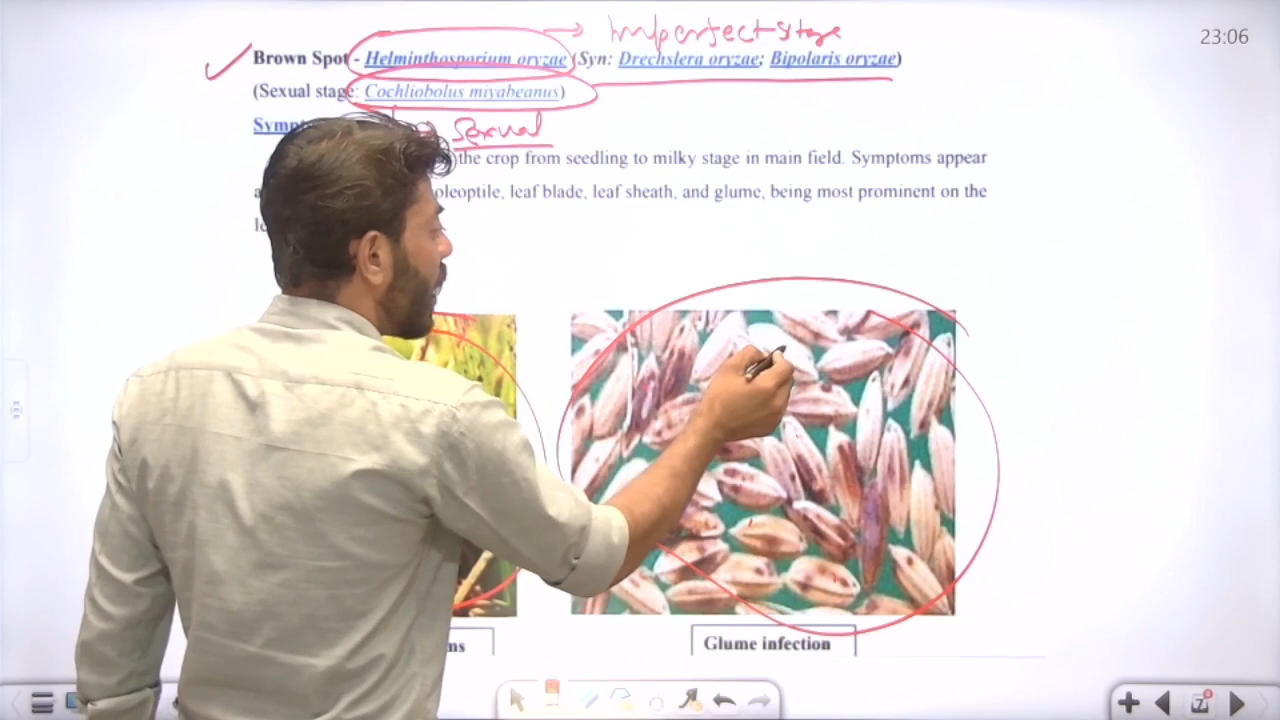 Imperfect stage
23:06
Brown Spot - Helminthosporium oryzae (Syn: Drechslera oryzae; Bipolaris oryzae)
(Sexual stage: Cochliobolus miyabeanus)
Sexual
the crop from seedling to milky stage in main field. Symptoms appear
oleoptile, leaf blade, leaf sheath, and glume, being most prominent on the
ms
Glume infection